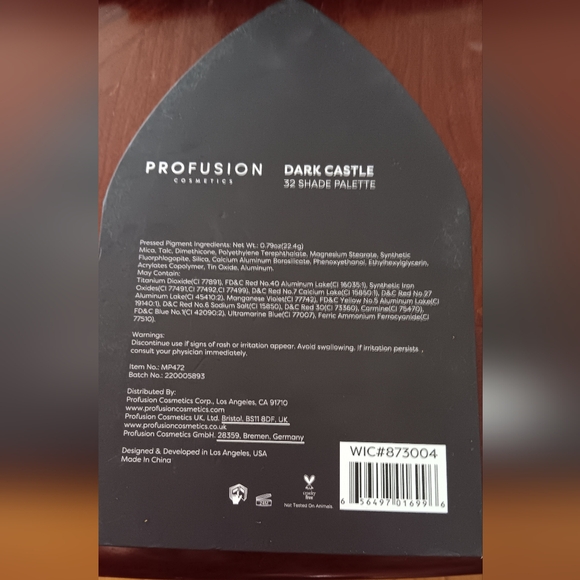 PROFUSION
COSMETICS
DARK CASTLE
32 SHADE PALETTE
Pressed Pigment Ingredients: Net Wt.: 0.79oz(22.4g)
Mica, Talc, Dimethicone, Polyethylene Terephthalate, Magnesium Stearate, Synthetic
Fluorphlogopite, Silica, Calcium Aluminum Borosilicate, Phenoxyethanol, Ethylhexylglycerin,
Acrylates Copolymer, Tin Oxide, Aluminum.
May Contain:
Titanium Dioxide(CI 77891), FD&C Red No.40 Aluminum Lake(CI 16035:1), Synthetic Iron
Oxides(CI 77491,CI 77492,CI 77499), D&C Red No.7 Calcium Lake(CI 15850:1), D&C Red No.27
Aluminum Lake(CI 45410:2), Manganese Violet(CI 77742), FD&C Yellow No.5 Aluminum Lake(CI
19140:1), D&C Red No.6 Sodium Salt(CI 15850), D&C Red 30(CI 73360), Carmine(CI 75470),
FD&C Blue No.1(CI 42090:2), Ultramarine Blue(CI 77007), Ferric Ammonium Ferrocyanide(CI
77510).
Warnings:
Discontinue use if signs of rash or irritation appear. Avoid swallowing. If irritation persists ,
consult your physician immediately.
Item No.: MP472
Batch No.: 220005893
Distributed By:
Profusion Cosmetics Corp., Los Angeles, CA 91710
www.profusioncosmetics.com
Profusion Cosmetics UK, Ltd. Bristol, BS11 8DF, UK
www.profusioncosmetics.co.uk
Profusion Cosmetics GmbH. 28359, Bremen, Germany
Designed & Developed in Los Angeles, USA
Made In China
cruelty
free
Not Tested On Animals
WIC#873004
6 56497 01699 6